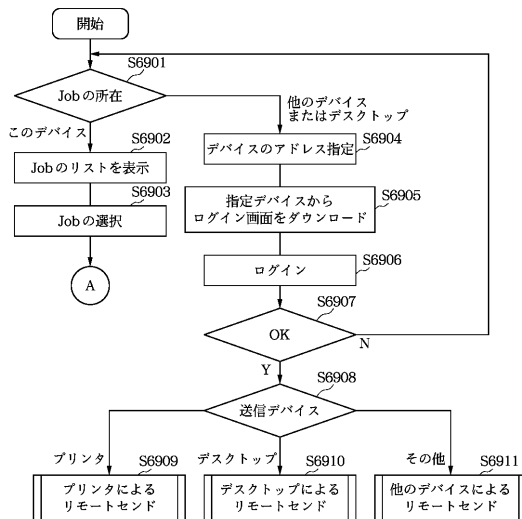 開始
S6901
Jobの所在
このデバイス
他のデバイス
またはデスクトップ
S6902
Jobのリストを表示
S6903
Jobの選択
A
S6904
デバイスのアドレス指定
S6905
指定デバイスから
ログイン画面をダウンロード
S6906
ログイン
S6907
OK
N
Y
S6908
送信デバイス
プリンタ
S6909
プリンタによる
リモートセンド
デスクトップ
S6910
デスクトップによる
リモートセンド
その他
S6911
他のデバイスによる
リモートセンド